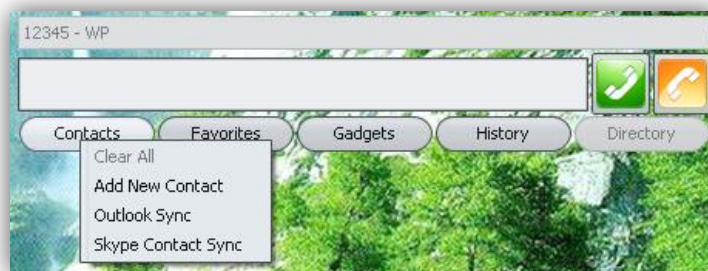 12345 - WP
Contacts Favorites Gadgets History Directory
Clear All
Add New Contact
Outlook Sync
Skype Contact Sync